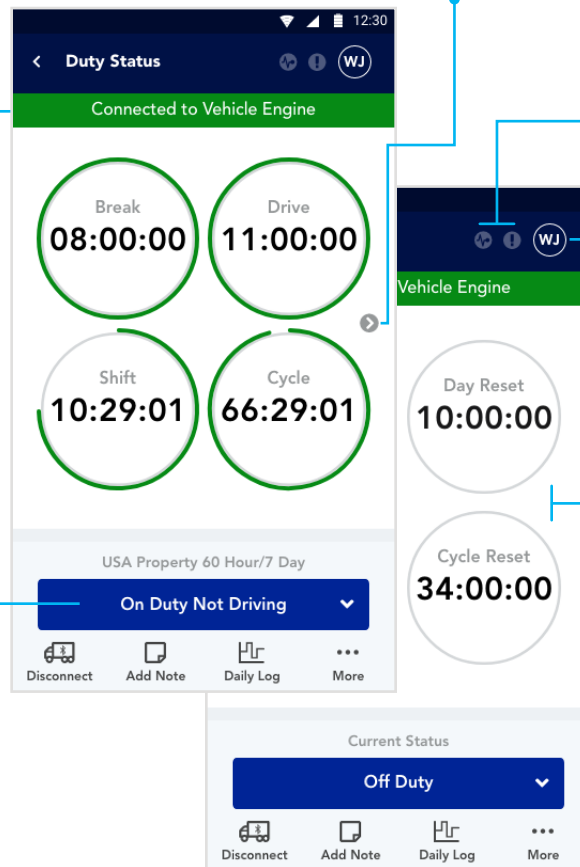 12:30
Duty Status
WJ
Connected to Vehicle Engine
Break
08:00:00
Drive
11:00:00
Shift
10:29:01
Cycle
66:29:01
USA Property 60 Hour/7 Day
On Duty Not Driving
Disconnect
Add Note
Daily Log
More
WJ
Vehicle Engine
Day Reset
10:00:00
Cycle Reset
34:00:00
Current Status
Off Duty
Disconnect
Add Note
Daily Log
More